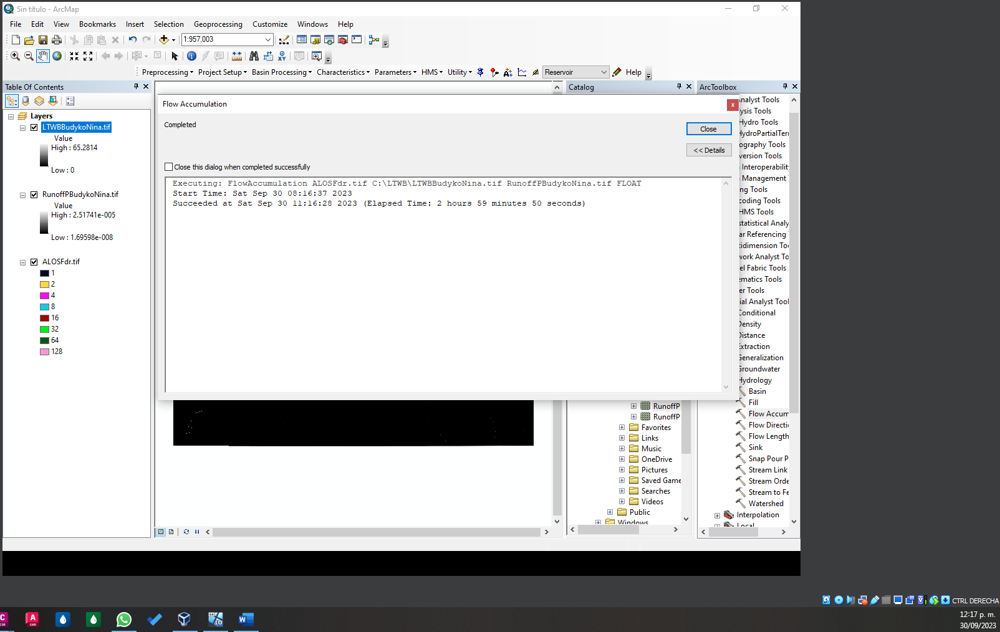 Sin título - ArcMap
File Edit View Bookmarks Insert Selection Geoprocessing Customize Windows Help
1:957,003
Preprocessing Project Setup Basin Processing Characteristics Parameters HMS Utility Reservoir Help
Table Of Contents
Layers
LTWBBudykoNina.tif
Value
High : 65.2814
Low : 0
RunoffPBudykoNina.tif
Value
High : 2.51741e-005
Low : 1.69598e-008
ALOSFdr.tif
1
2
4
8
16
32
64
128
Flow Accumulation
Completed
Close
<< Details
Close this dialog when completed successfully
Executing: FlowAccumulation ALOSFdr.tif C:\LTWB\LTWBBudykoNina.tif RunoffPBudykoNina.tif FLOAT
Start Time: Sat Sep 30 08:16:37 2023
Succeeded at Sat Sep 30 11:16:28 2023 (Elapsed Time: 2 hours 59 minutes 50 seconds)
Catalog
RunoffP
RunoffP
Favorites
Links
Music
OneDrive
Pictures
Saved Game
Searches
Videos
Public
Windows
ArcToolbox
Analyst Tools
ysis Tools
Hydro Tools
HydroPartialTerr
ography Tools
version Tools
Interoperability
Management
ng Tools
coding Tools
HMS Tools
statistical Analy
ar Referencing
tidimension To
work Analyst To
el Fabric Tools
ematics Tools
er Tools
ial Analyst Tool
Conditional
Density
Distance
Extraction
Generalization
Groundwater
Hydrology
Basin
Fill
Flow Accum
Flow Directi
Flow Length
Sink
Snap Pour P
Stream Link
Stream Orde
Stream to Fe
Watershed
Interpolation
Local
CTRL DERECHA
12:17 p. m.
30/09/2023